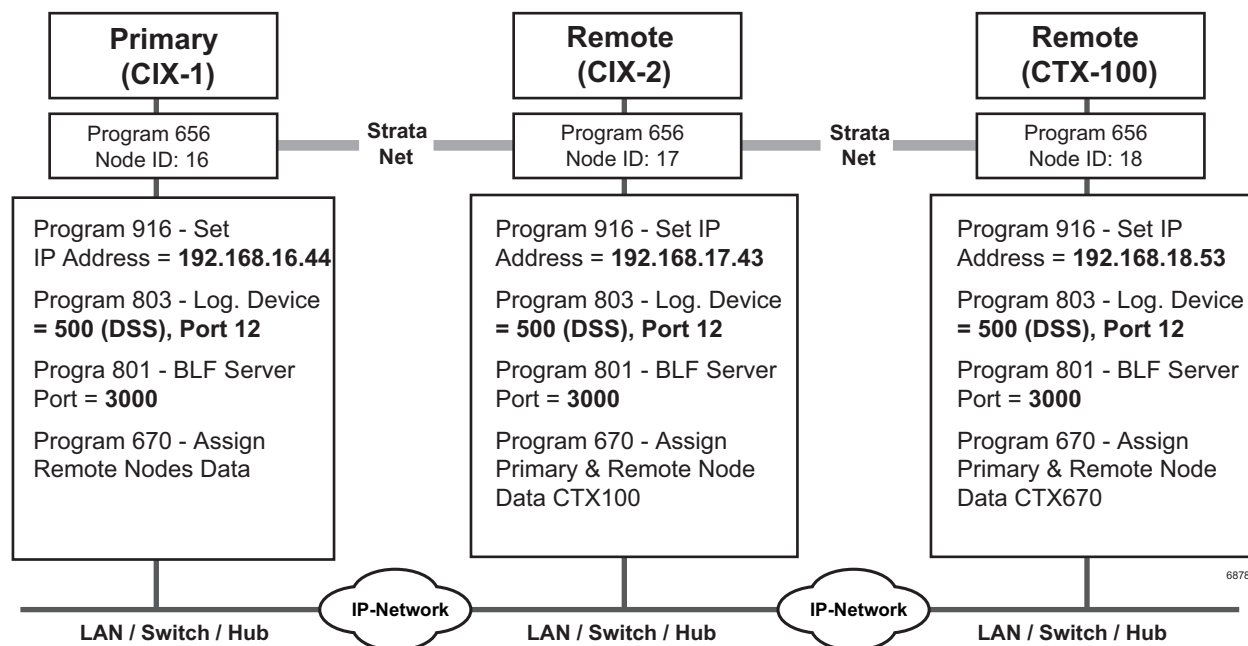 Primary
(CIX-1)
Program 656
Node ID: 16
Program 916 - Set
IP Address = 192.168.16.44
Program 803 - Log. Device
= 500 (DSS), Port 12
Progra 801 - BLF Server
Port = 3000
Program 670 - Assign
Remote Nodes Data
Strata
Net
Remote
(CIX-2)
Program 656
Node ID: 17
Program 916 - Set IP
Address = 192.168.17.43
Program 803 - Log. Device
= 500 (DSS), Port 12
Program 801 - BLF Server
Port = 3000
Program 670 - Assign
Primary & Remote Node
Data CTX100
Strata
Net
Remote
(CTX-100)
Program 656
Node ID: 18
Program 916 - Set IP
Address = 192.168.18.53
Program 803 - Log. Device
= 500 (DSS), Port 12
Program 801 - BLF Server
Port = 3000
Program 670 - Assign
Primary & Remote Node
Data CTX670
6878
LAN / Switch / Hub
IP-Network
LAN / Switch / Hub
IP-Network
LAN / Switch / Hub